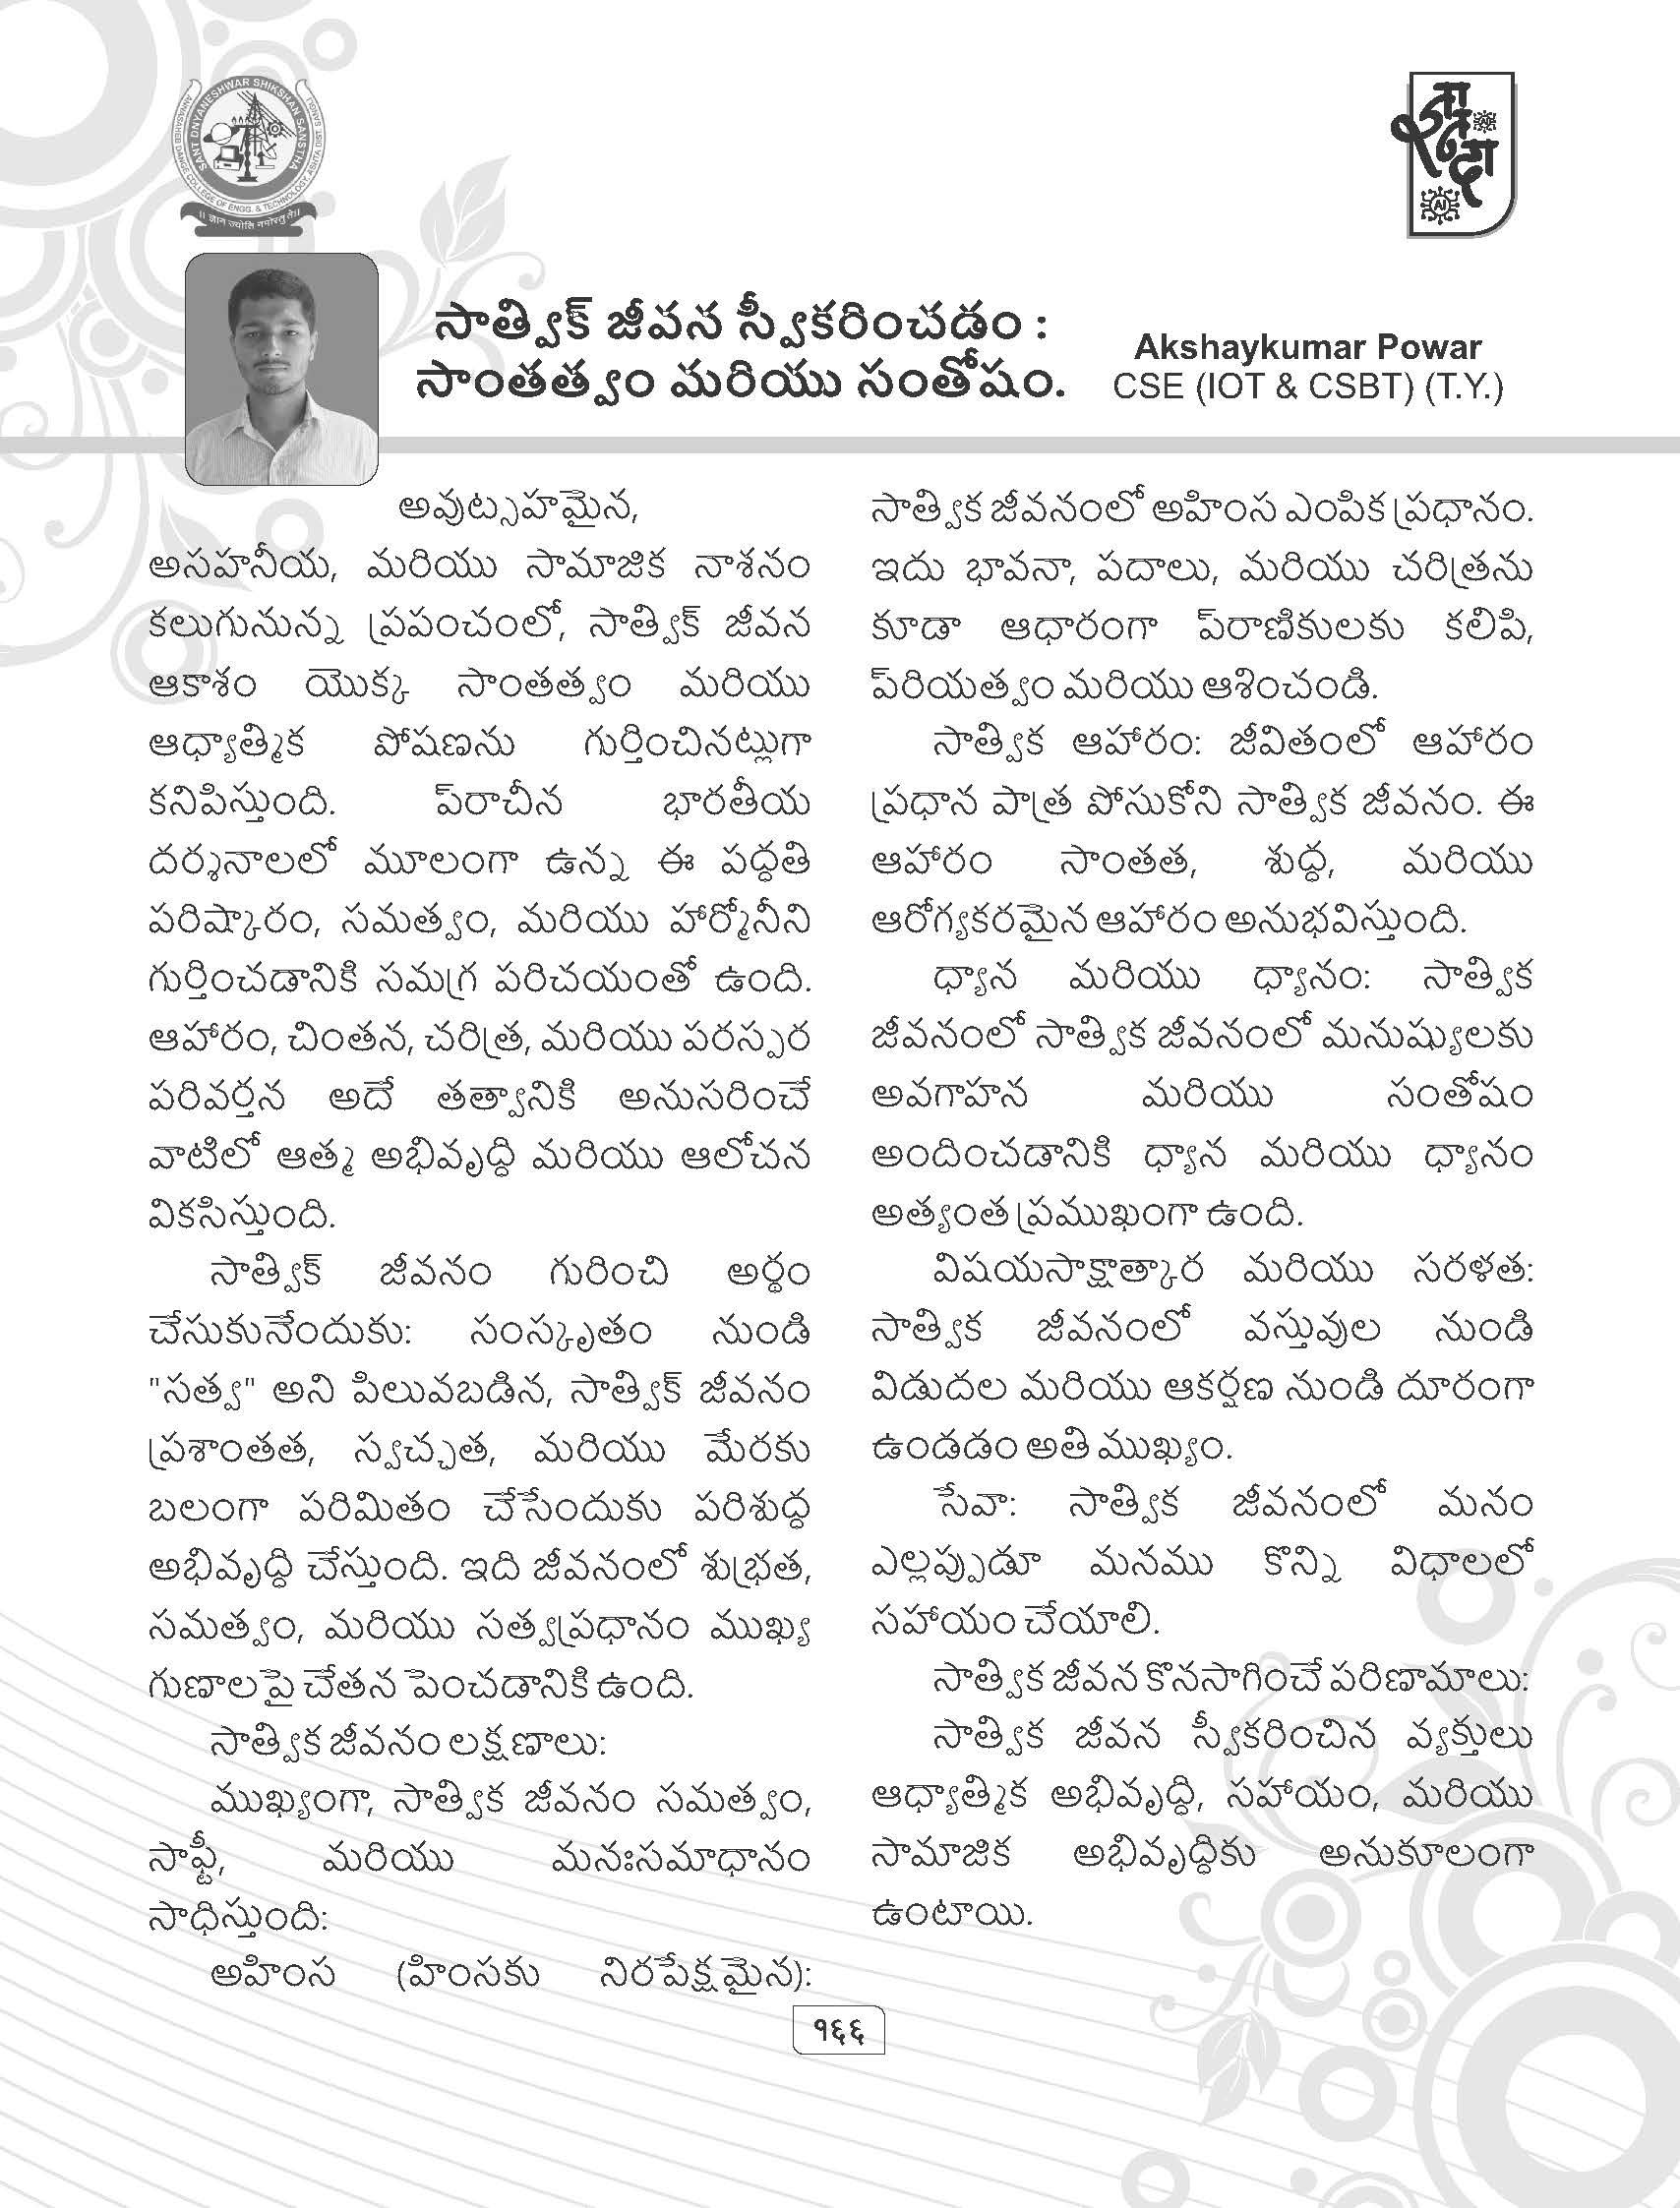 SANT DNYANESHWAR SHIKSHAN SANSTHA
ANNASAHEB DANGE COLLEGE OF ENGG. & TECHNOLOGY, ASHTA DIST. SANGLI
AI
AI
సాత్విక్ జీవన స్వీకరించడం :
సాంతత్వం మరియు సంతోషం.
Akshaykumar Powar
CSE (IOT & CSBT) (T.Y.)
అవుట్సహమైన,
అసహనీయ, మరియు సామాజిక నాశనం
కలుగునున్న ప్రపంచంలో, సాత్విక్ జీవన
ఆకాశం యొక్క సాంతత్వం మరియు
ఆధ్యాత్మిక పోషణను గుర్తించినట్లుగా
కనిపిస్తుంది. ప్‌రాచీన భారతీయ
దర్శనాలలో మూలంగా ఉన్న ఈ పద్ధతి
పరిష్కారం, సమత్వం, మరియు హార్మోనీని
గుర్తించడానికి సమగ్ర పరిచయంతో ఉంది.
ఆహారం, చింతన, చరిత్ర, మరియు పరస్పర
పరివర్తన అదే తత్వానికి అనుసరించే
వాటిలో ఆత్మ అభివృద్ధి మరియు ఆలోచన
వికసిస్తుంది.
సాత్విక్ జీవనం గురించి అర్థం
చేసుకునేందుకు: సంస్కృతం నుండి
"సత్వ" అని పిలువబడిన, సాత్విక్ జీవనం
ప్రశాంతత, స్వచ్ఛత, మరియు మేరకు
బలంగా పరిమితం చేసేందుకు పరిశుద్ధ
అభివృద్ధి చేస్తుంది. ఇది జీవనంలో శుభ్రత,
సమత్వం, మరియు సత్వప్రధానం ముఖ్య
గుణాలపై చేతన పెంచడానికి ఉంది.
సాత్విక జీవనం లక్షణాలు:
ముఖ్యంగా, సాత్విక జీవనం సమత్వం,
సాఫ్టీ, మరియు మనఃసమాధానం
సాధిస్తుంది:
అహింస (హింసకు నిరపేక్షమైన):
సాత్విక జీవనంలో అహింస ఎంపిక ప్రధానం.
ఇదు భావనా, పదాలు, మరియు చరిత్రను
కూడా ఆధారంగా ప్‌రాణికులకు కలిపి,
ప్‌రియత్వం మరియు ఆశించండి.
సాత్విక ఆహారం: జీవితంలో ఆహారం
ప్రధాన పాత్ర పోసుకోని సాత్విక జీవనం. ఈ
ఆహారం సాంతత, శుద్ధ, మరియు
ఆరోగ్యకరమైన ఆహారం అనుభవిస్తుంది.
ధ్యాన మరియు ధ్యానం: సాత్విక
జీవనంలో సాత్విక జీవనంలో మనుష్యులకు
అవగాహన మరియు సంతోషం
అందించడానికి ధ్యాన మరియు ధ్యానం
అత్యంత ప్రముఖంగా ఉంది.
విషయసాక్షాత్కార మరియు సరళత:
సాత్విక జీవనంలో వస్తువుల నుండి
విడుదల మరియు ఆకర్షణ నుండి దూరంగా
ఉండడం అతి ముఖ్యం.
సేవా: సాత్విక జీవనంలో మనం
ఎల్లప్పుడూ మనము కొన్ని విధాలలో
సహాయం చేయాలి.
సాత్విక జీవన కొనసాగించే పరిణామాలు:
సాత్విక జీవన స్వీకరించిన వ్యక్తులు
ఆధ్యాత్మిక అభివృద్ధి, సహాయం, మరియు
సామాజిక అభివృద్ధికు అనుకూలంగా
ఉంటాయి.
१६६